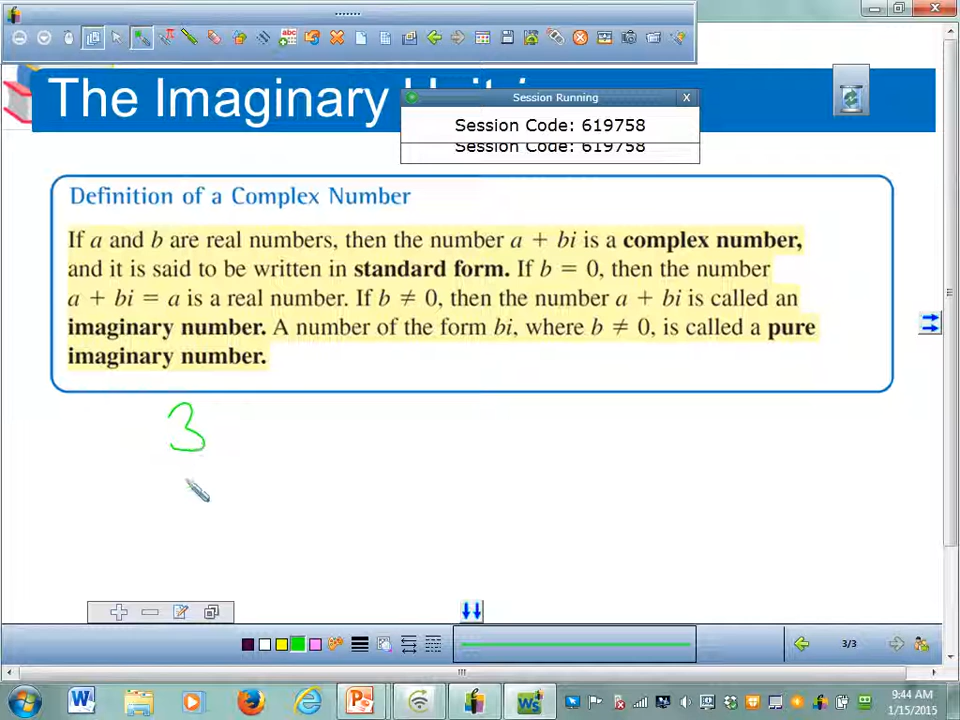 Session Running X
Session Code: 619758
Session Code: 619758
The Imaginary Unit i
Definition of a Complex Number
If a and b are real numbers, then the number a + bi is a complex number,
and it is said to be written in standard form. If b = 0, then the number
a + bi = a is a real number. If b ≠ 0, then the number a + bi is called an
imaginary number. A number of the form bi, where b ≠ 0, is called a pure
imaginary number.
3
3/3
9:44 AM
1/15/2015